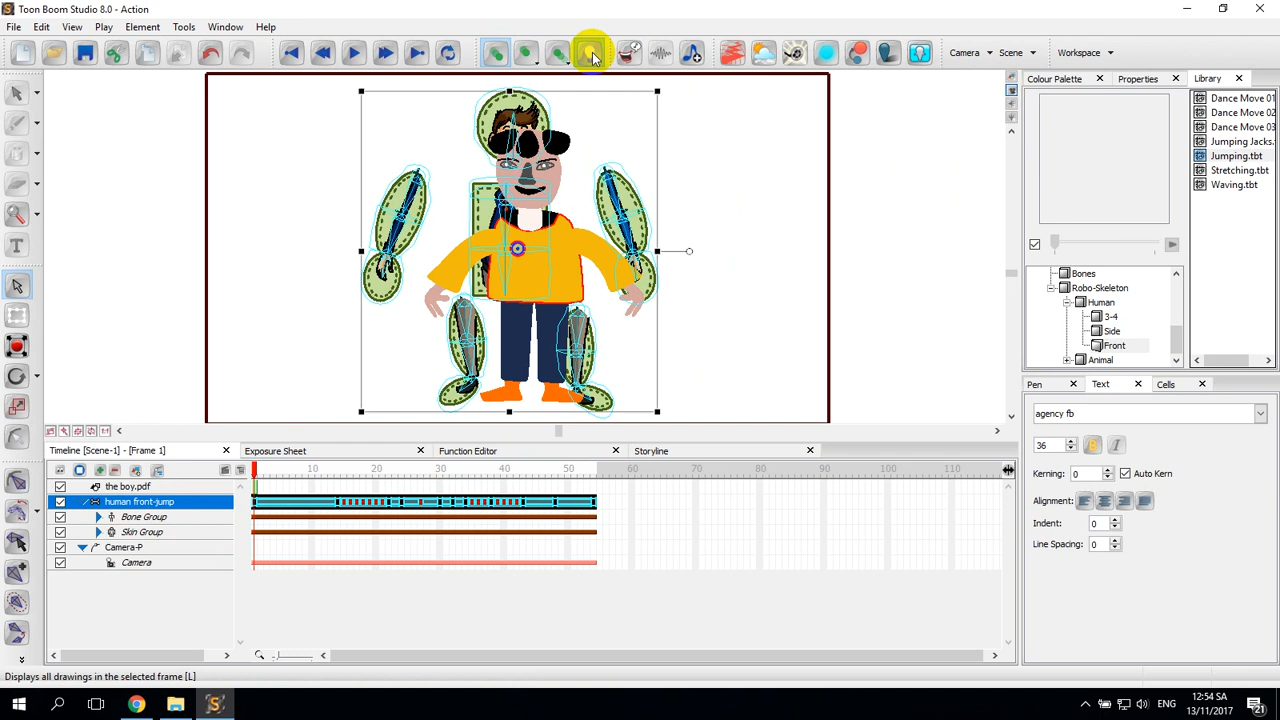 Toon Boom Studio 8.0 - Action
File Edit View Play Element Tools Window Help
Camera Scene Workspace
Colour Palette Properties Library
Dance Move 01
Dance Move 02
Dance Move 03
Jumping Jacks.
Jumping.tbt
Stretching.tbt
Waving.tbt
Bones
Robo-Skeleton
Human
3-4
Side
Front
Animal
Pen Text Cells
agency fb
36
Kerning: 0 Auto Kern
Alignment:
Indent: 0
Line Spacing: 0
Timeline [Scene-1] - [Frame 1] Exposure Sheet Function Editor Storyline
10 20 30 40 50 60 70 80 90 100 110
the boy.pdf
human front-jump
Bone Group
Skin Group
Camera-P
Camera
Displays all drawings in the selected frame [L]
ENG
12:54 SA
13/11/2017
21